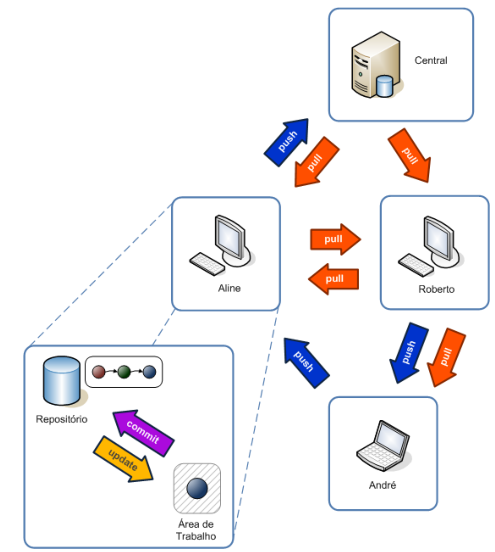 Central
push
pull
pull
Aline
pull
pull
Roberto
push
push
pull
André
Repositório
commit
update
Área de
Trabalho